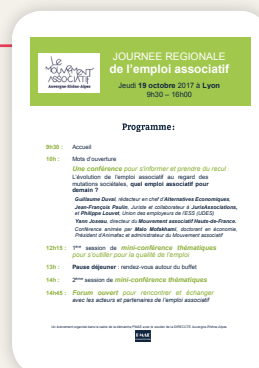 Le
MOUVEMENT
ASSOCIATIF
Auvergne-Rhône-Alpes
JOURNEE REGIONALE
de l'emploi associatif
Jeudi 19 octobre 2017 à Lyon
9h30 – 16h00
Programme :
9h30 : Accueil
10h : Mots d'ouverture
Une conférence pour s'informer et prendre du recul :
L'évolution de l'emploi associatif au regard des
mutations sociétales, quel emploi associatif pour
demain ?
Guillaume Duval, rédacteur en chef d'Alternatives Economiques,
Jean-François Paulin, Juriste et collaborateur à JurisAssociations,
et Philippe Louvet, Union des employeurs de l'ESS (UDES)
Yann Joseau, directeur du Mouvement associatif Hauts-de-France.
Conférence animée par Malo Mofakhami, doctorant en économie,
Président d'Animafac et administrateur du Mouvement associatif
12h15 : 1ère session de mini-conférence thématiques
pour s'outiller pour la qualité de l'emploi
13h : Pause déjeuner : rendez-vous autour du buffet
14h : 2ème session de mini-conférence thématiques
14h45 : Forum ouvert pour rencontrer et échanger
avec les acteurs et partenaires de l'emploi associatif